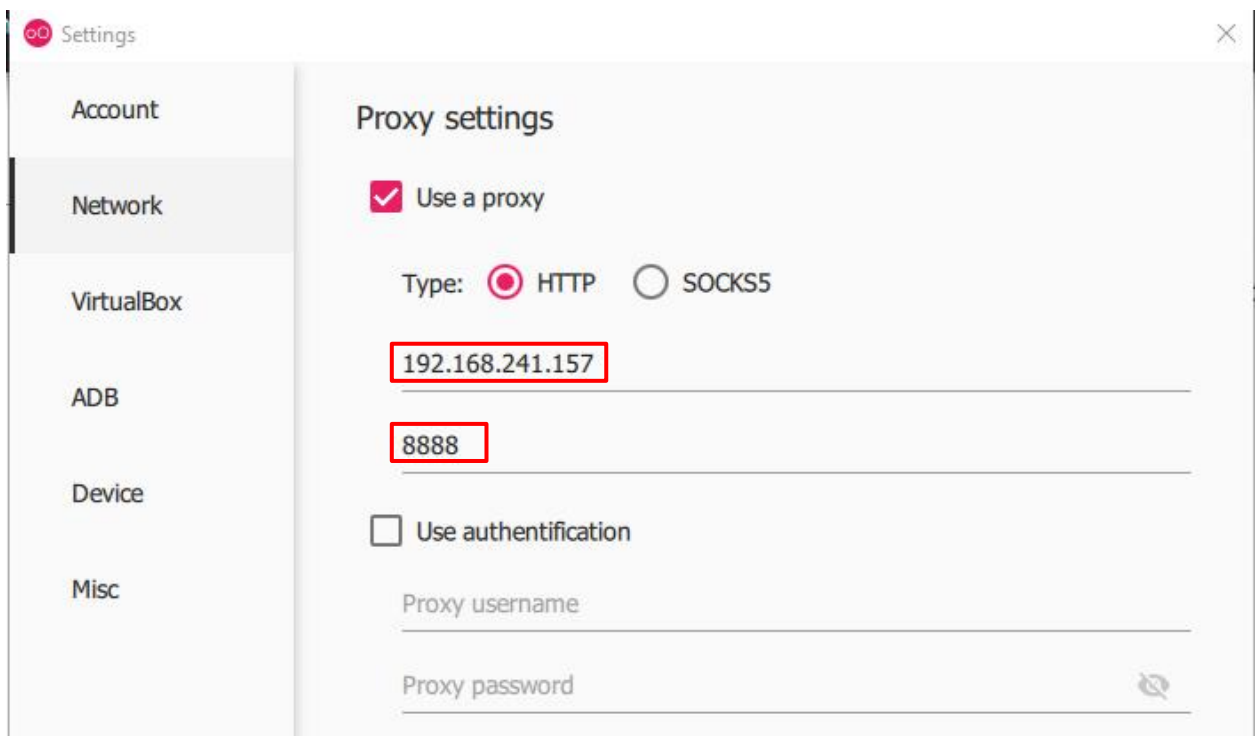 Settings
Account
Network
VirtualBox
ADB
Device
Misc
Proxy settings
Use a proxy
Type: HTTP SOCKS5
192.168.241.157
8888
Use authentification
Proxy username
Proxy password